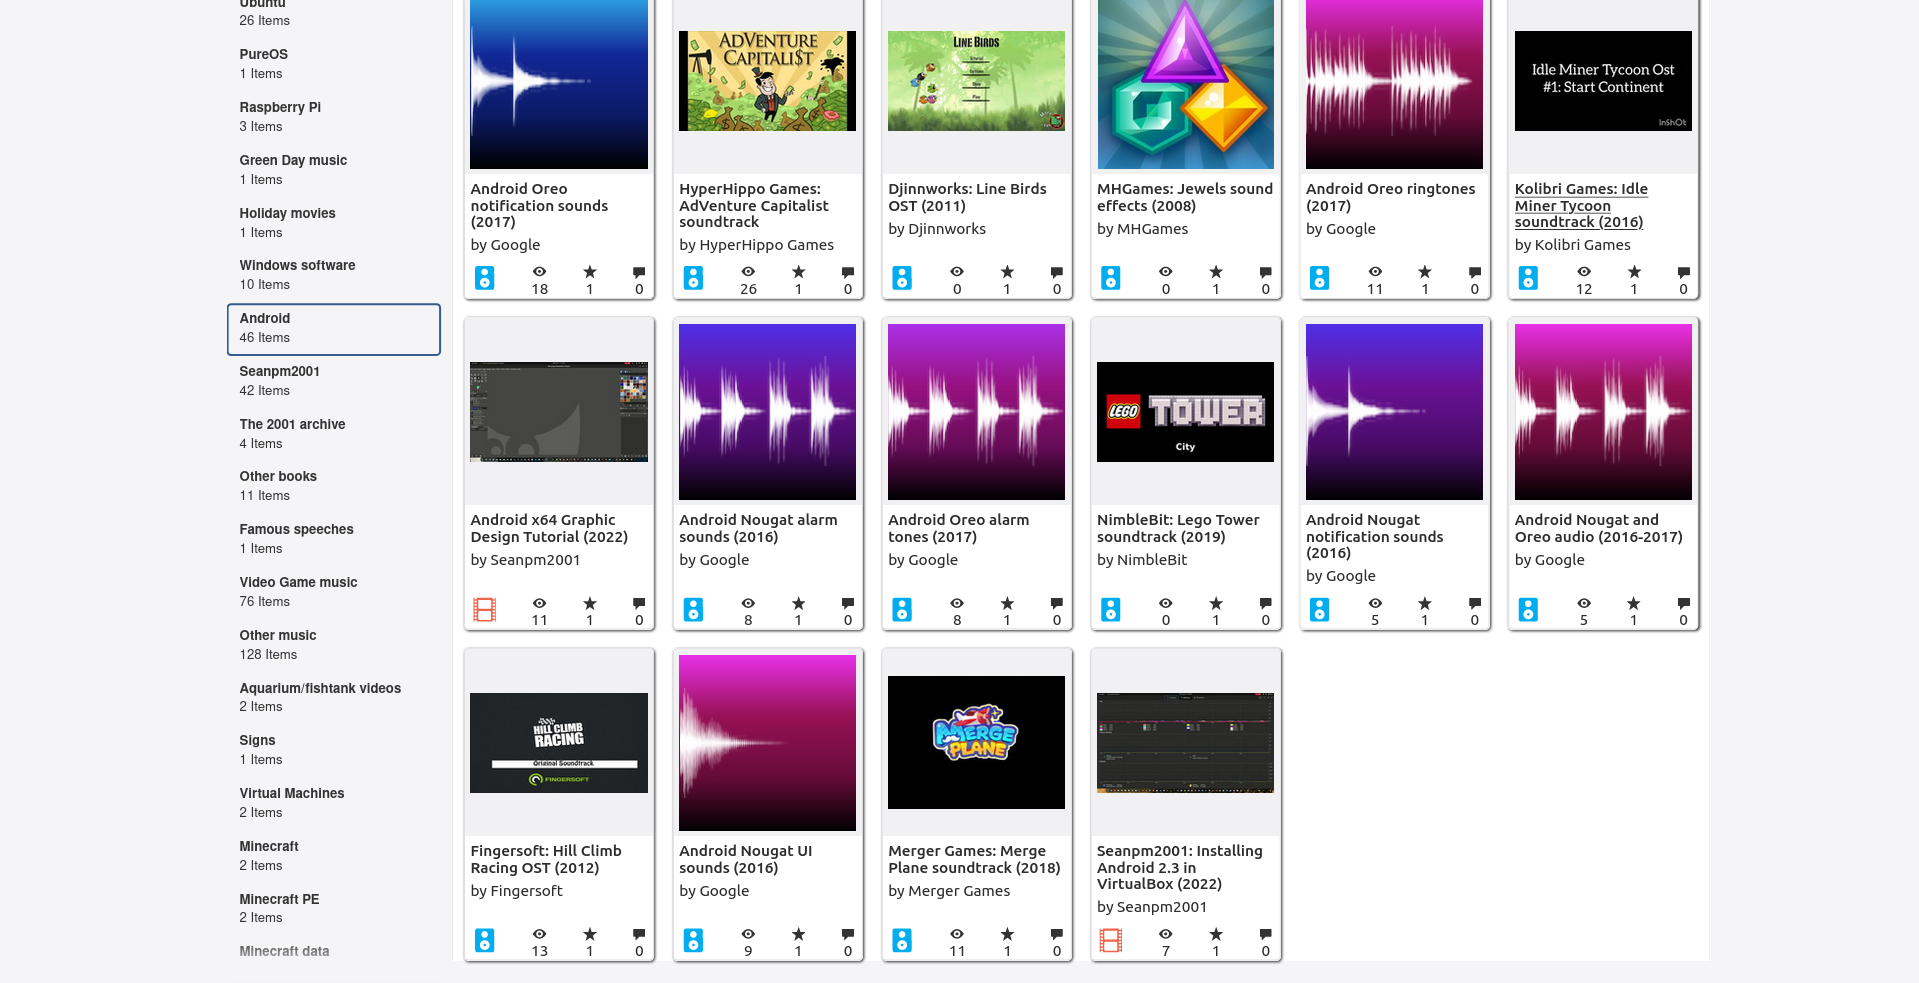 Ubuntu
26 Items
PureOS
1 Items
Raspberry Pi
3 Items
Green Day music
1 Items
Holiday movies
1 Items
Windows software
10 Items
Android
46 Items
Seanpm2001
42 Items
The 2001 archive
4 Items
Other books
11 Items
Famous speeches
1 Items
Video Game music
76 Items
Other music
128 Items
Aquarium/fishtank videos
2 Items
Signs
1 Items
Virtual Machines
2 Items
Minecraft
2 Items
Minecraft PE
2 Items
Minecraft data
Android Oreo
notification sounds
(2017)
by Google
18 1 0
ADVENTURE
CAPITALI$T
HyperHippo Games:
AdVenture Capitalist
soundtrack
by HyperHippo Games
26 1 0
LINE BIRDS
Djinnworks: Line Birds
OST (2011)
by Djinnworks
0 1 0
MHGames: Jewels sound
effects (2008)
by MHGames
0 1 0
Android Oreo ringtones
(2017)
by Google
11 1 0
Idle Miner Tycoon Ost
#1: Start Continent
InShOt
Kolibri Games: Idle
Miner Tycoon
soundtrack (2016)
by Kolibri Games
12 1 0
Android x64 Graphic
Design Tutorial (2022)
by Seanpm2001
11 1 0
Android Nougat alarm
sounds (2016)
by Google
8 1 0
Android Oreo alarm
tones (2017)
by Google
8 1 0
LEGO TOWER
City
NimbleBit: Lego Tower
soundtrack (2019)
by NimbleBit
0 1 0
Android Nougat
notification sounds
(2016)
by Google
5 1 0
Android Nougat and
Oreo audio (2016-2017)
by Google
5 1 0
HILL CLIMB
RACING
Original Soundtrack
FINGERSOFT
Fingersoft: Hill Climb
Racing OST (2012)
by Fingersoft
13 1 0
Android Nougat UI
sounds (2016)
by Google
9 1 0
MERGE
PLANE
Merger Games: Merge
Plane soundtrack (2018)
by Merger Games
11 1 0
Seanpm2001: Installing
Android 2.3 in
VirtualBox (2022)
by Seanpm2001
7 1 0